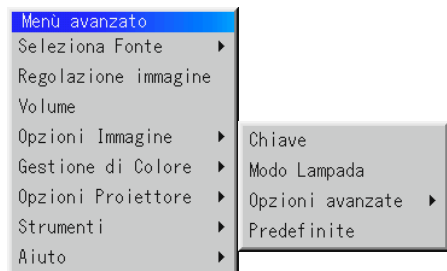 Menù avanzato
Seleziona Fonte
Regolazione immagine
Volume
Opzioni Immagine
Gestione di Colore
Opzioni Proiettore
Strumenti
Aiuto
Chiave
Modo Lampada
Opzioni avanzate
Predefinite